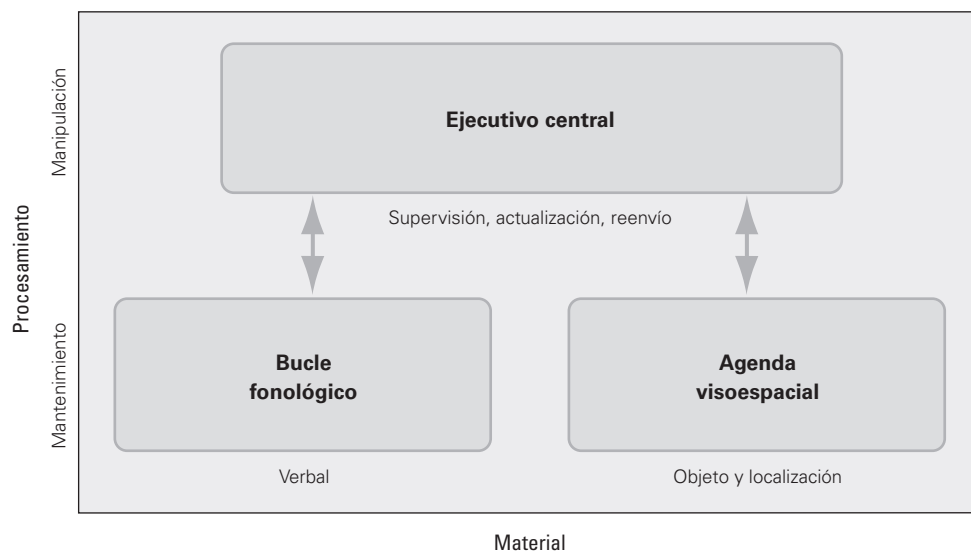 Procesamiento
Manipulación
Ejecutivo central
Supervisión, actualización, reenvío
Mantenimiento
Bucle
fonológico
Agenda
visoespacial
Verbal
Objeto y localización
Material